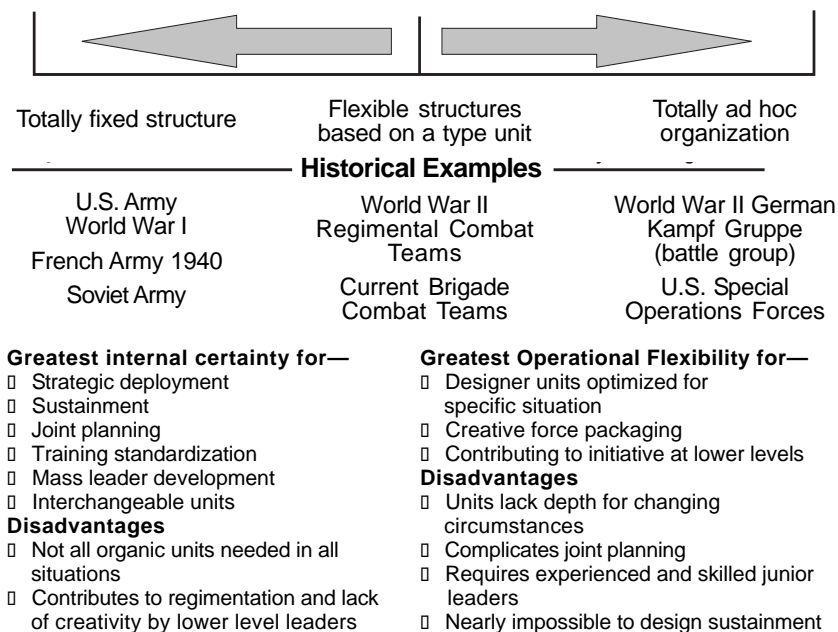 Totally fixed structure
Flexible structures
based on a type unit
Totally ad hoc
organization
Historical Examples
U.S. Army
World War I
French Army 1940
Soviet Army
World War II
Regimental Combat
Teams
Current Brigade
Combat Teams
World War II German
Kampf Gruppe
(battle group)
U.S. Special
Operations Forces
Greatest internal certainty for—
Strategic deployment
Sustainment
Joint planning
Training standardization
Mass leader development
Interchangeable units
Disadvantages
Not all organic units needed in all
situations
Contributes to regimentation and lack
of creativity by lower level leaders
Greatest Operational Flexibility for—
Designer units optimized for
specific situation
Creative force packaging
Contributing to initiative at lower levels
Disadvantages
Units lack depth for changing
circumstances
Complicates joint planning
Requires experienced and skilled junior
leaders
Nearly impossible to design sustainment